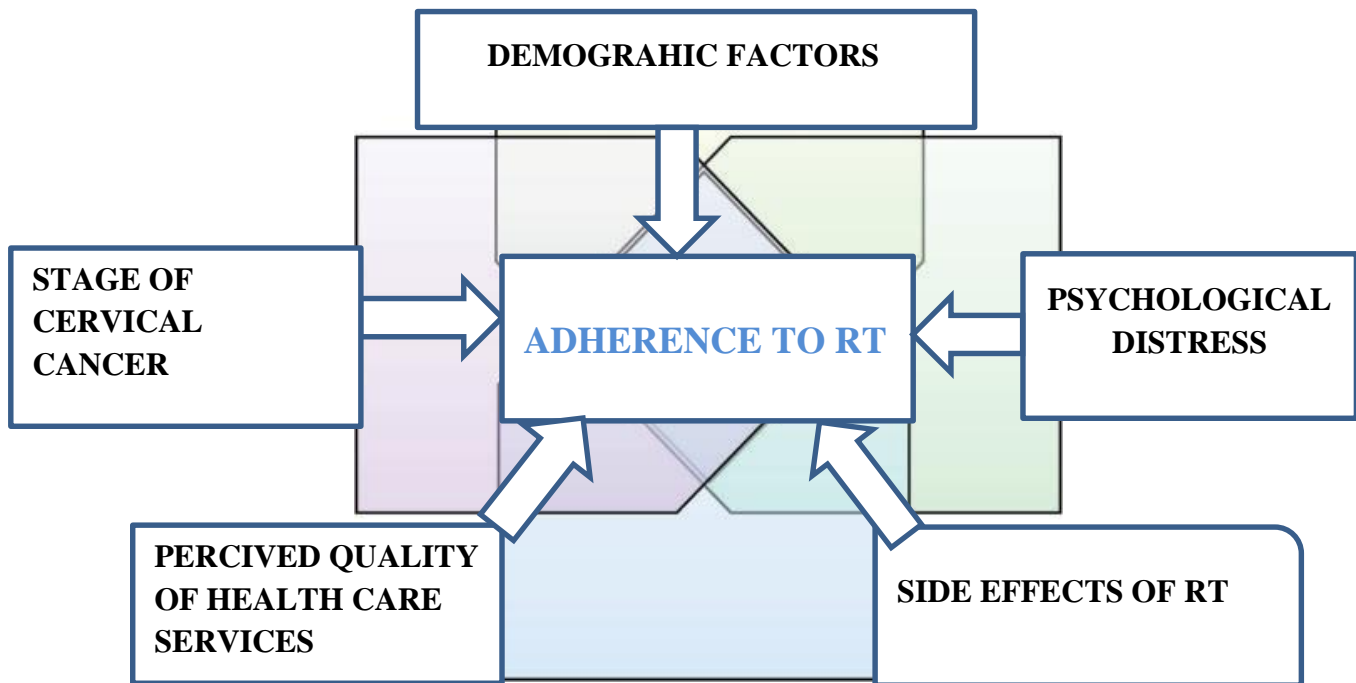 DEMOGRAHIC FACTORS
STAGE OF
CERVICAL
CANCER
ADHERENCE TO RT
PSYCHOLOGICAL
DISTRESS
PERCIVED QUALITY
OF HEALTH CARE
SERVICES
SIDE EFFECTS OF RT